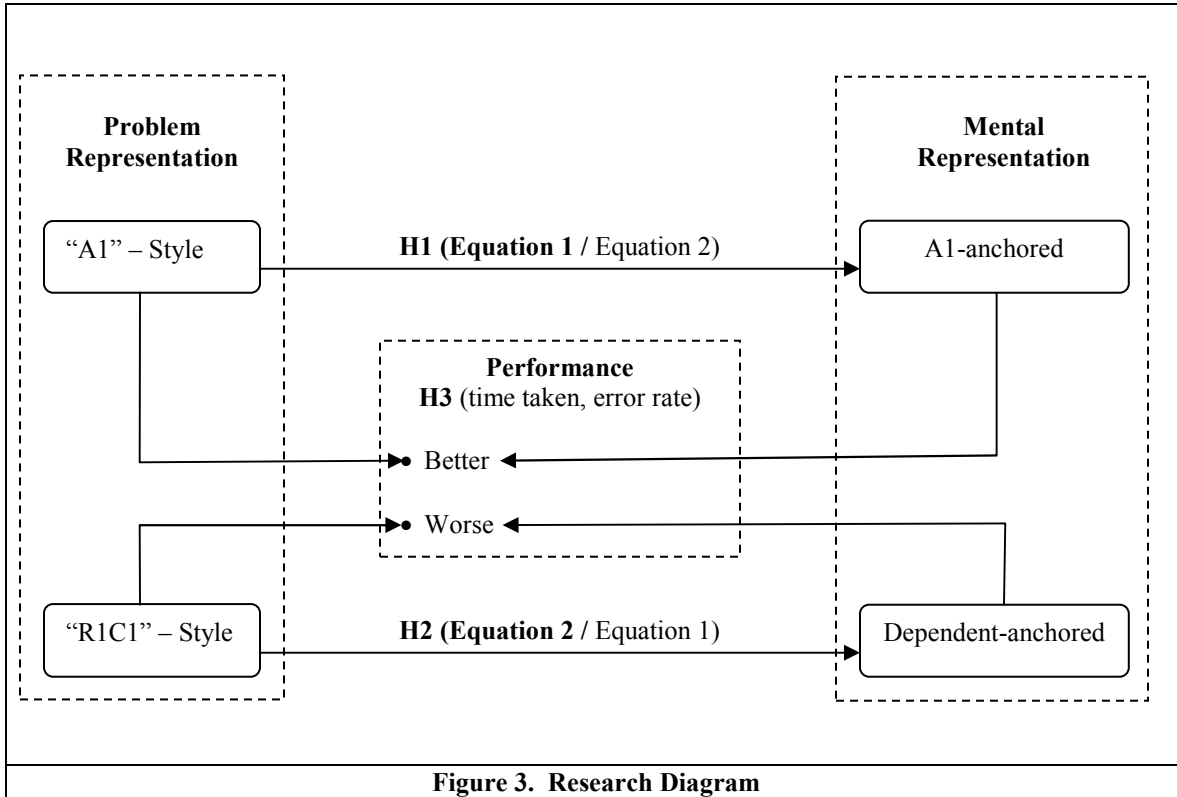 Problem
Representation
Mental
Representation
“A1” – Style
H1 (Equation 1 / Equation 2)
A1-anchored
Performance
H3 (time taken, error rate)
• Better
• Worse
“R1C1” – Style
H2 (Equation 2 / Equation 1)
Dependent-anchored
Figure 3. Research Diagram